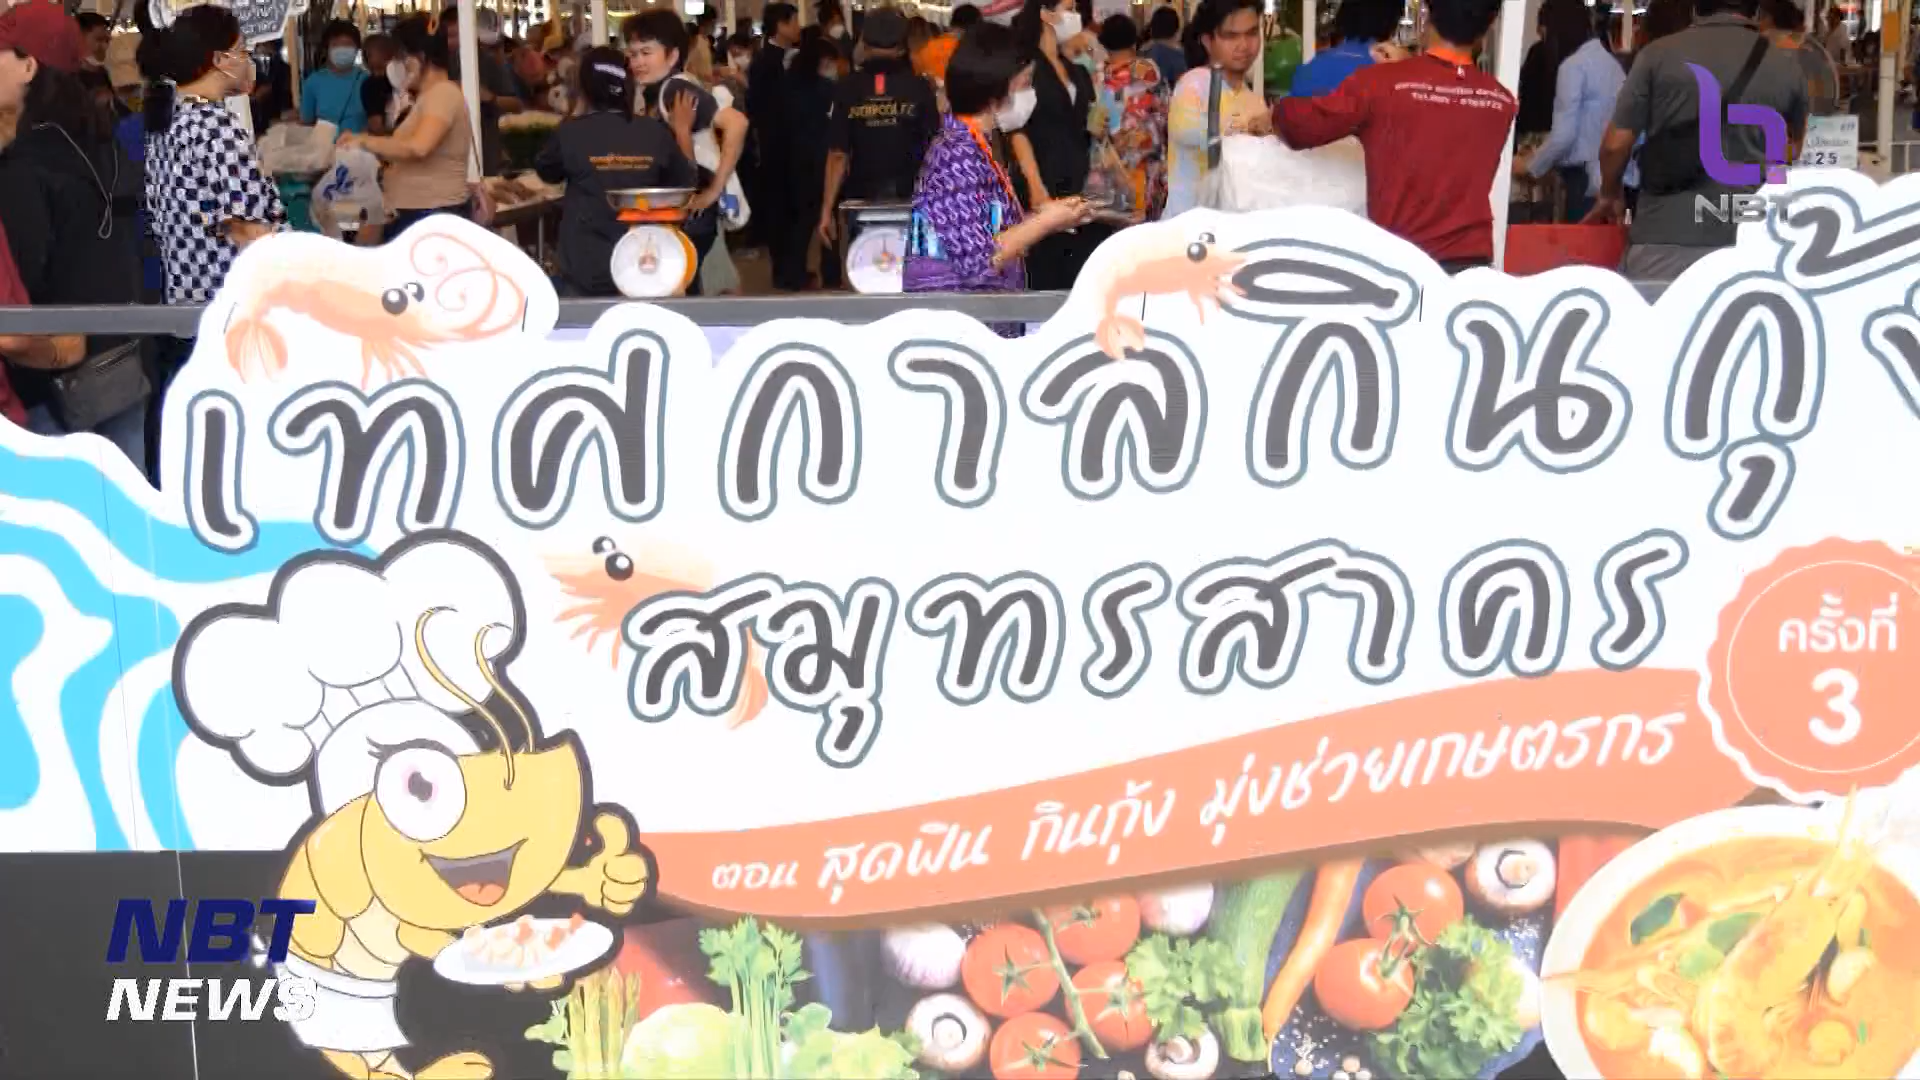 NBT
เทศกาลกินกุ้ง
สมุทรสาคร
ครั้งที่
3
ตอน สุดฟิน กินกุ้ง มุ่งช่วยเกษตรกร
NBT
NEWS